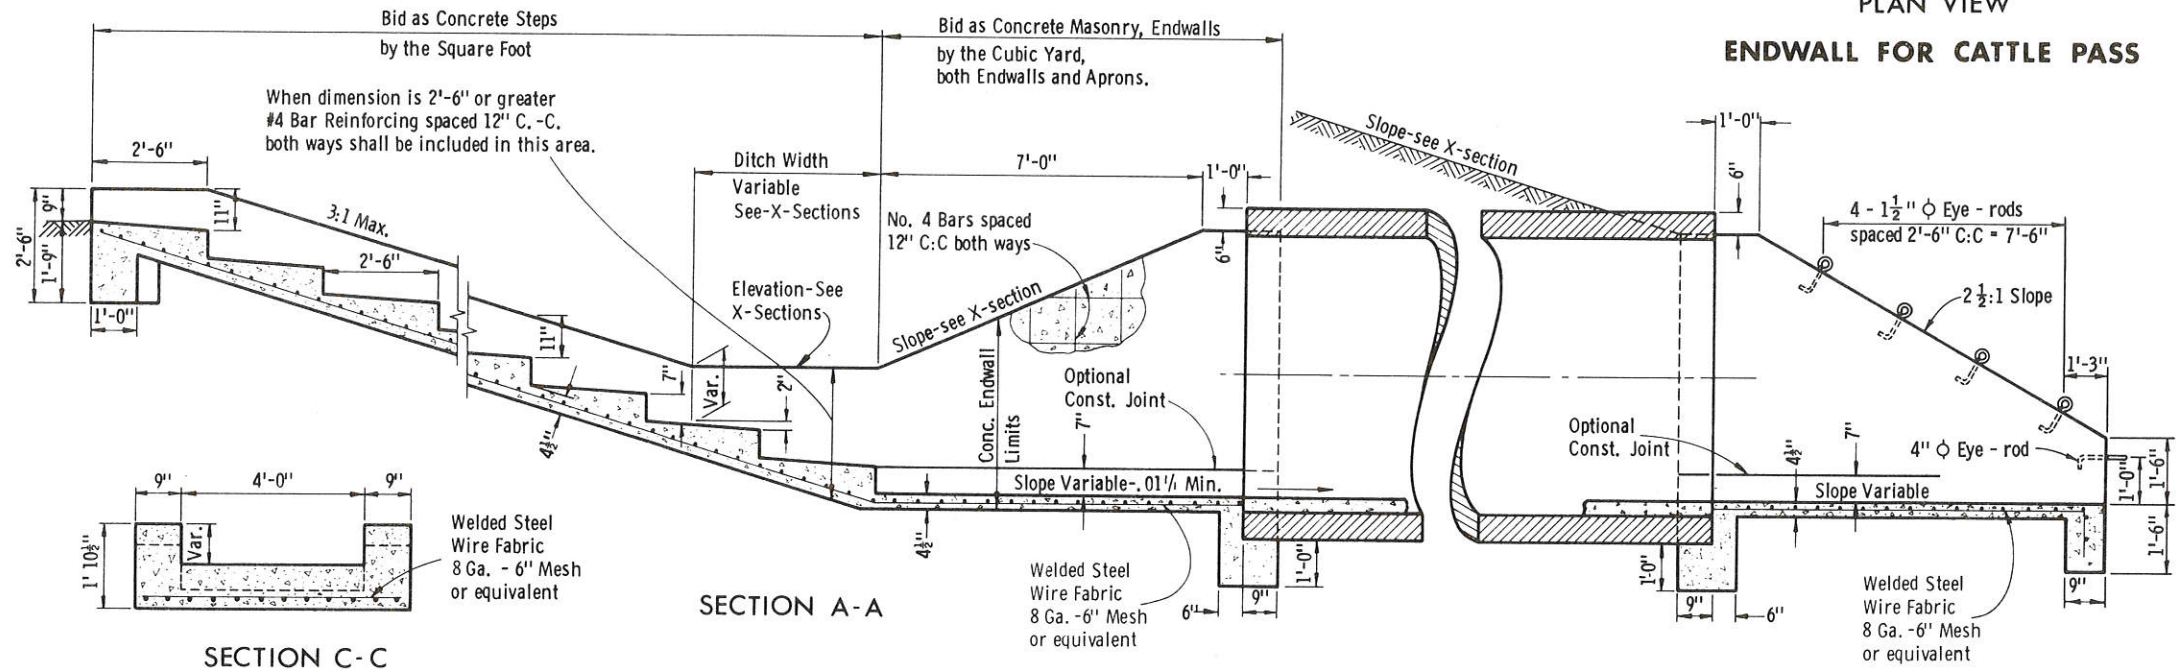 PLAN VIEW
ENDWALL FOR CATTLE PASS
Bid as Concrete Steps
by the Square Foot
Bid as Concrete Masonry, Endwalls
by the Cubic Yard,
both Endwalls and Aprons.
When dimension is 2'-6" or greater
#4 Bar Reinforcing spaced 12" C.-C.
both ways shall be included in this area.
2'-6"
9"
11"
2'-6"
1'-9"
1'-0"
3:1 Max.
2'-6"
11"
4½"
7"
Var.
2"
Ditch Width
Variable
See-X-Sections
Elevation-See
X-Sections
7'-0"
1'-0"
No. 4 Bars spaced
12" C:C both ways
6"
Slope-see X-section
Conc. Endwall
Limits
Optional
Const. Joint
7"
Slope Variable-.01'/1 Min.
4½"
Welded Steel
Wire Fabric
8 Ga. -6" Mesh
or equivalent
6"
9"
1'-0"
Slope-see X-section
1'-0"
6"
4 - 1½" ϕ Eye - rods
spaced 2'-6" C:C = 7'-6"
2½:1 Slope
1'-3"
Optional
Const. Joint
4½"
7"
4" ϕ Eye - rod
1'-0"
1'-6"
Slope Variable
1'-6"
1'-0"
9"
6"
9"
Welded Steel
Wire Fabric
8 Ga. -6" Mesh
or equivalent
9"
4'-0"
9"
1' 10½"
Var.
Welded Steel
Wire Fabric
8 Ga. - 6" Mesh
or equivalent
SECTION A-A
SECTION C-C